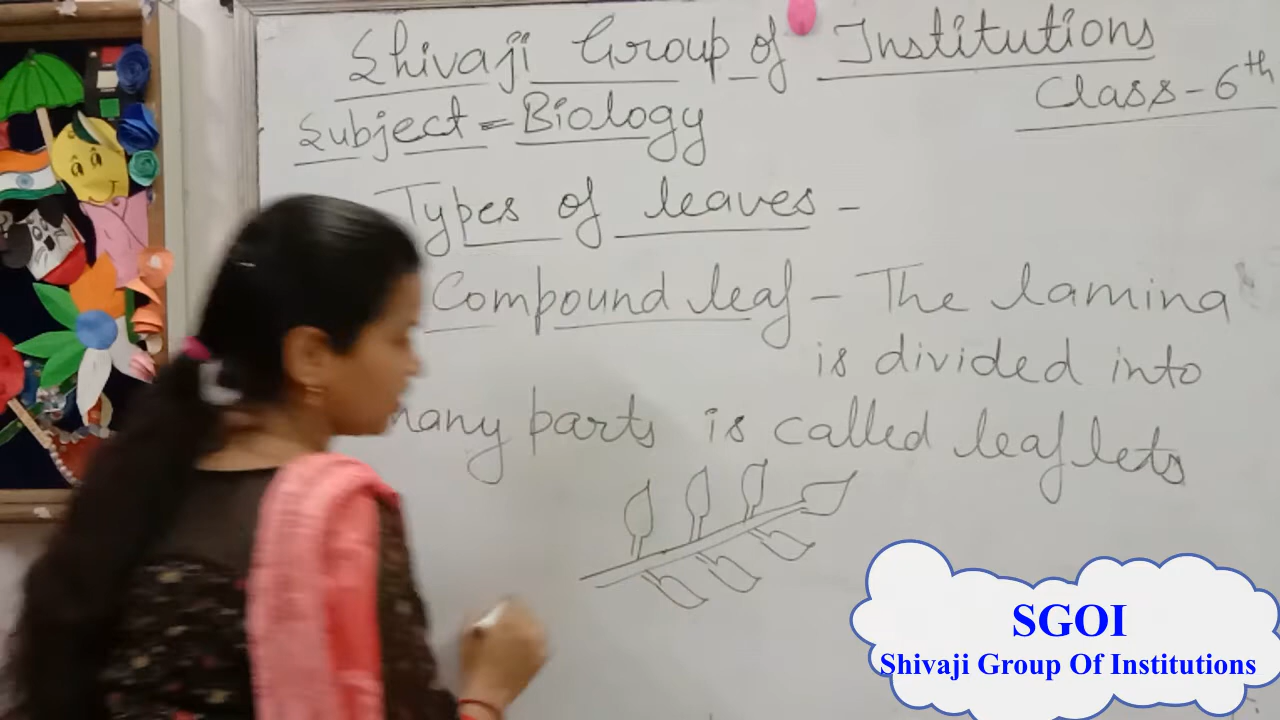 Shivaji Group of Institutions
Class - 6th
Subject = Biology
Types of leaves -
Compound leaf - The lamina
is divided into
many parts is called leaflets
SGOI
Shivaji Group Of Institutions